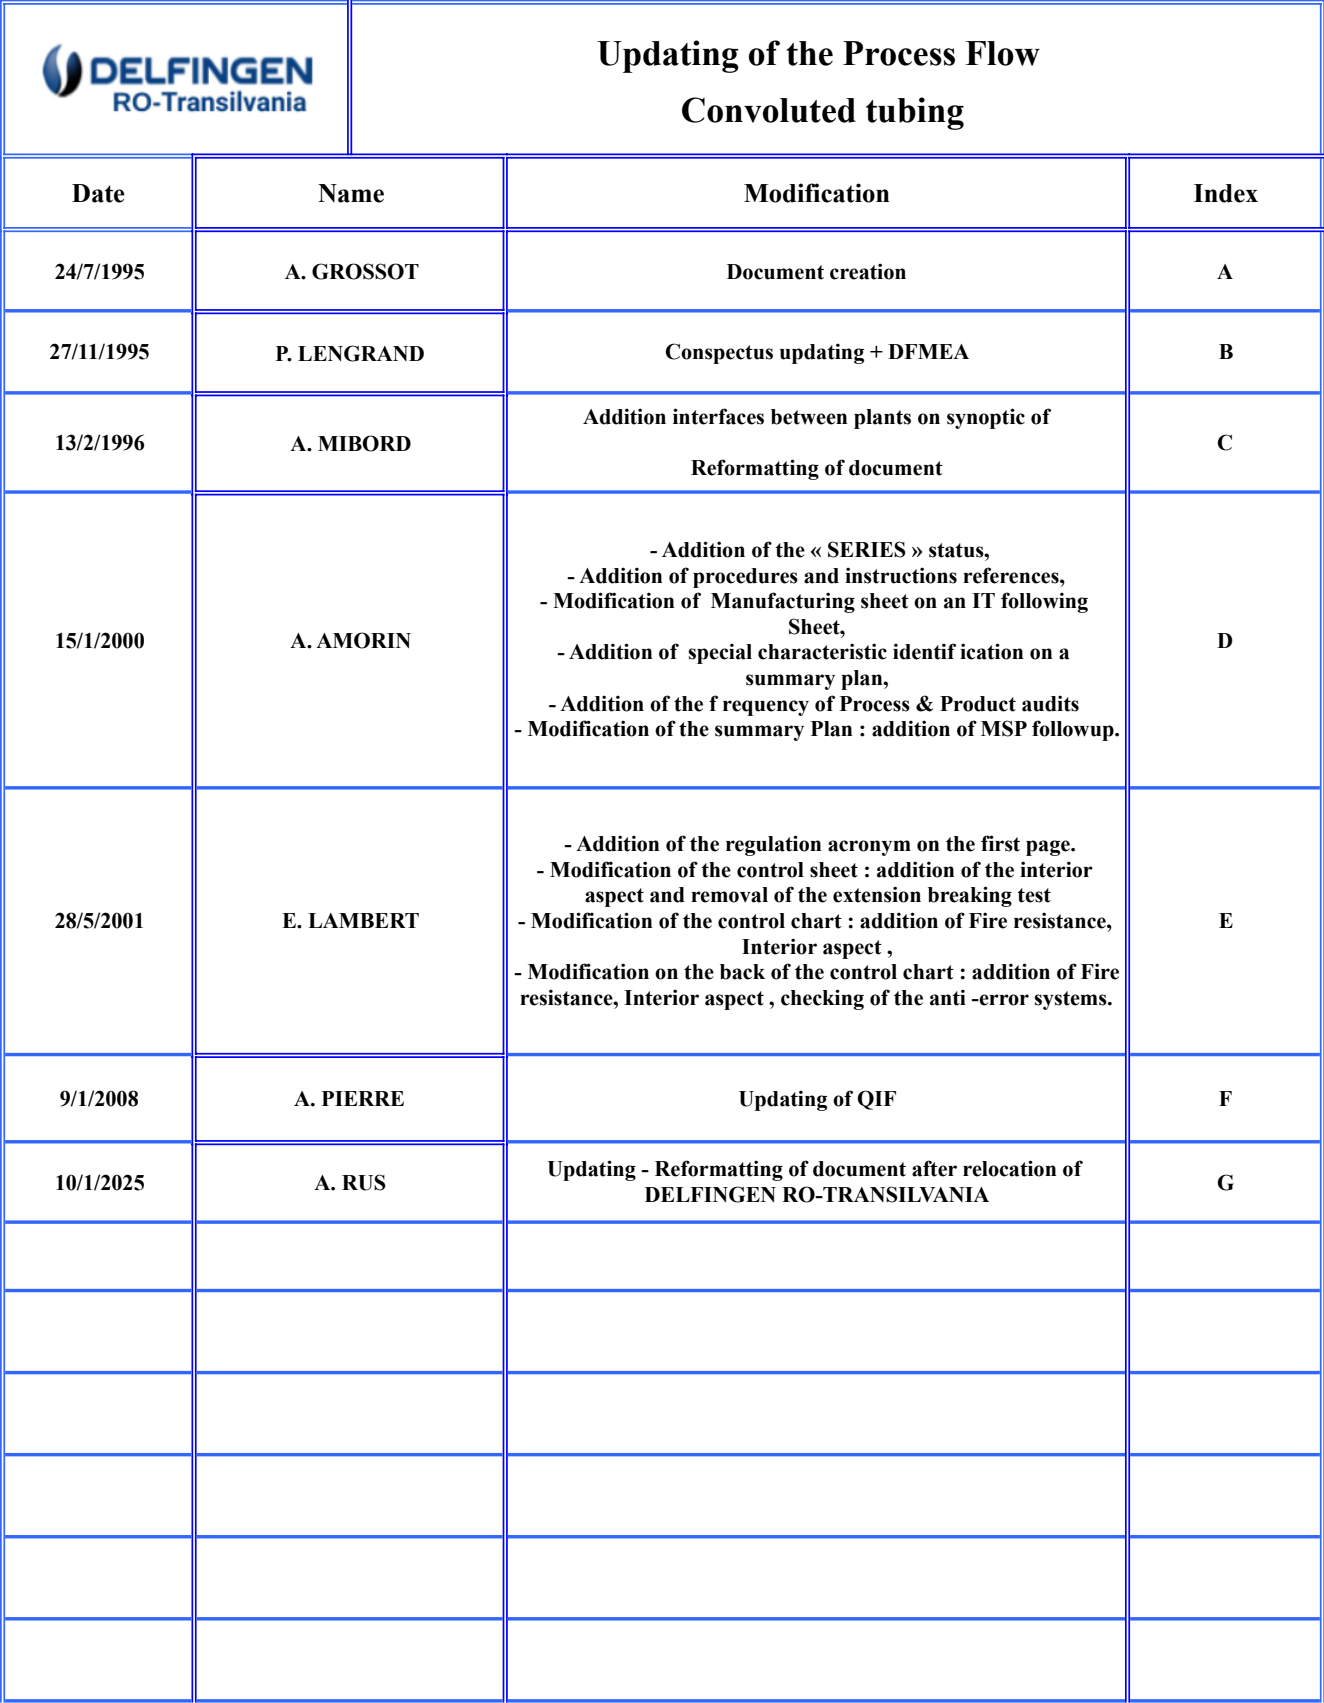 DELFINGEN
RO-Transilvania
Updating of the Process Flow
Convoluted tubing
Date
Name
Modification
Index
24/7/1995
A. GROSSOT
Document creation
A
27/11/1995
P. LENGRAND
Conspectus updating + DFMEA
B
13/2/1996
A. MIBORD
Addition interfaces between plants on synoptic of
Reformatting of document
C
15/1/2000
A. AMORIN
- Addition of the « SERIES » status,
- Addition of procedures and instructions references,
- Modification of Manufacturing sheet on an IT following
Sheet,
- Addition of special characteristic identif ication on a
summary plan,
- Addition of the f requency of Process & Product audits
- Modification of the summary Plan : addition of MSP followup.
D
28/5/2001
E. LAMBERT
- Addition of the regulation acronym on the first page.
- Modification of the control sheet : addition of the interior
aspect and removal of the extension breaking test
- Modification of the control chart : addition of Fire resistance,
Interior aspect ,
- Modification on the back of the control chart : addition of Fire
resistance, Interior aspect , checking of the anti -error systems.
E
9/1/2008
A. PIERRE
Updating of QIF
F
10/1/2025
A. RUS
Updating - Reformatting of document after relocation of
DELFINGEN RO-TRANSILVANIA
G